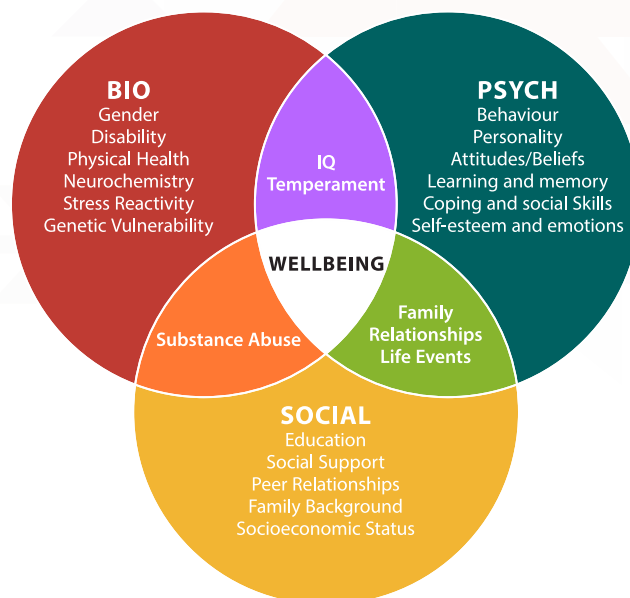 BIO
Gender
Disability
Physical Health
Neurochemistry
Stress Reactivity
Genetic Vulnerability
PSYCH
Behaviour
Personality
Attitudes/Beliefs
Learning and memory
Coping and social Skills
Self-esteem and emotions
IQ
Temperament
WELLBEING
Substance Abuse
Family
Relationships
Life Events
SOCIAL
Education
Social Support
Peer Relationships
Family Background
Socioeconomic Status